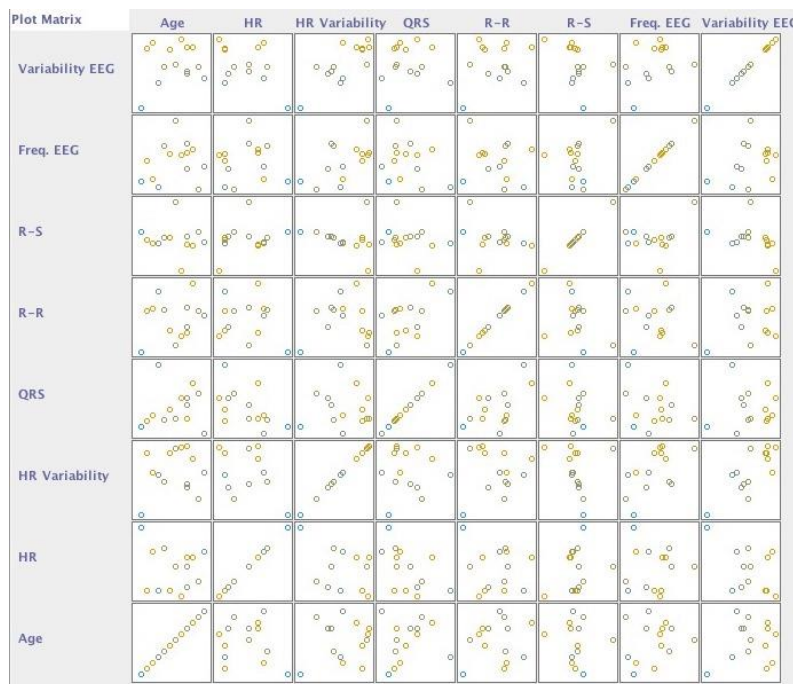 Plot Matrix Age HR HR Variability QRS R-R R-S Freq. EEG Variability EEG
Variability EEG
Freq. EEG
R-S
R-R
QRS
HR Variability
HR
Age